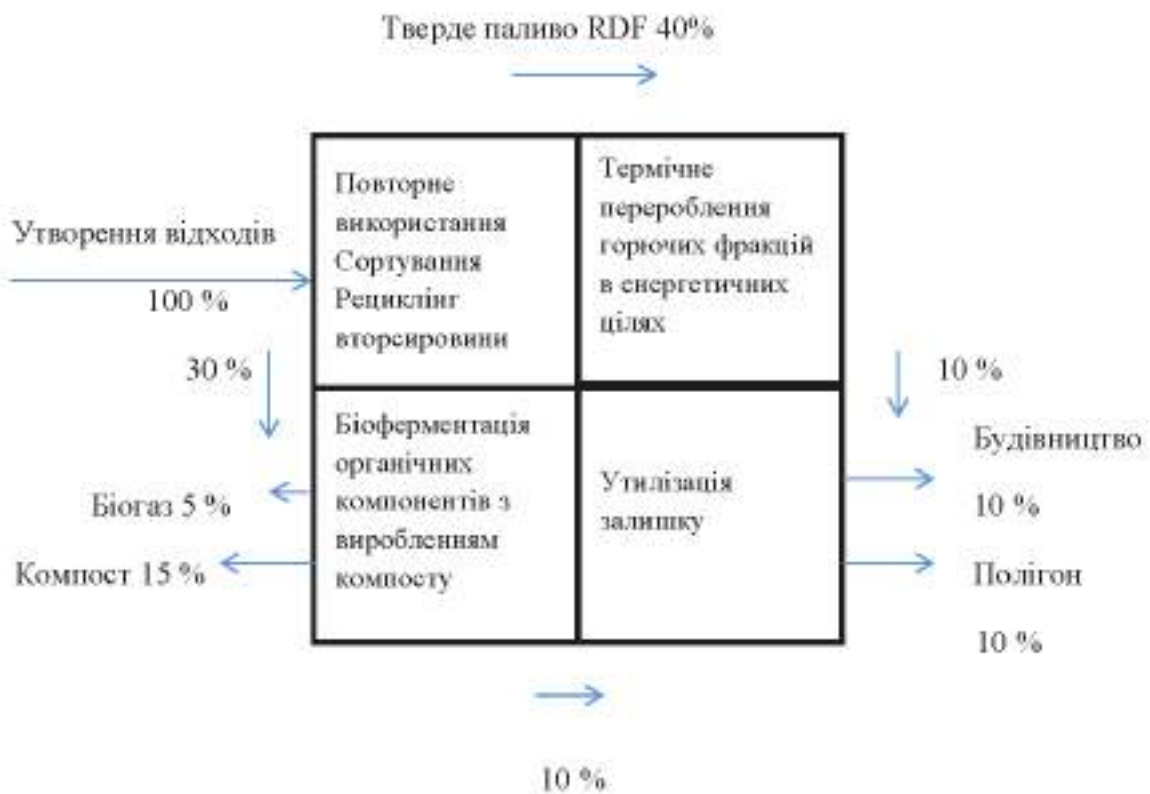 Тверде паливо RDF 40%
Повторне
використання
Сортування
Рециклінг
вторсировини
Термічне
перероблення
горючих фракцій
в енергетичних
цілях
Утворення відходів
100 %
30 %
10 %
Біоферментація
органічних
компонентів з
виробленням
компосту
Утилізація
залишку
Біогаз 5 %
Компост 15 %
Будівництво
10 %
Полігон
10 %
10 %